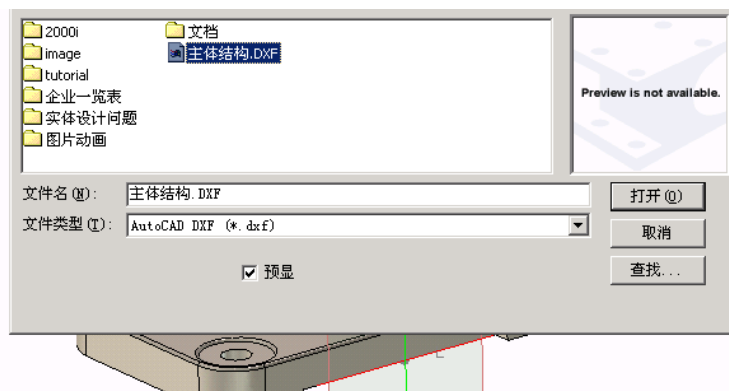 2000i
文档
image
主体结构.DXF
tutorial
企业一览表
实体设计问题
图片动画
Preview is not available.
文件名(N):
主体结构.DXF
打开(O)
文件类型(T):
AutoCAD DXF (*.dxf)
取消
预显
查找...